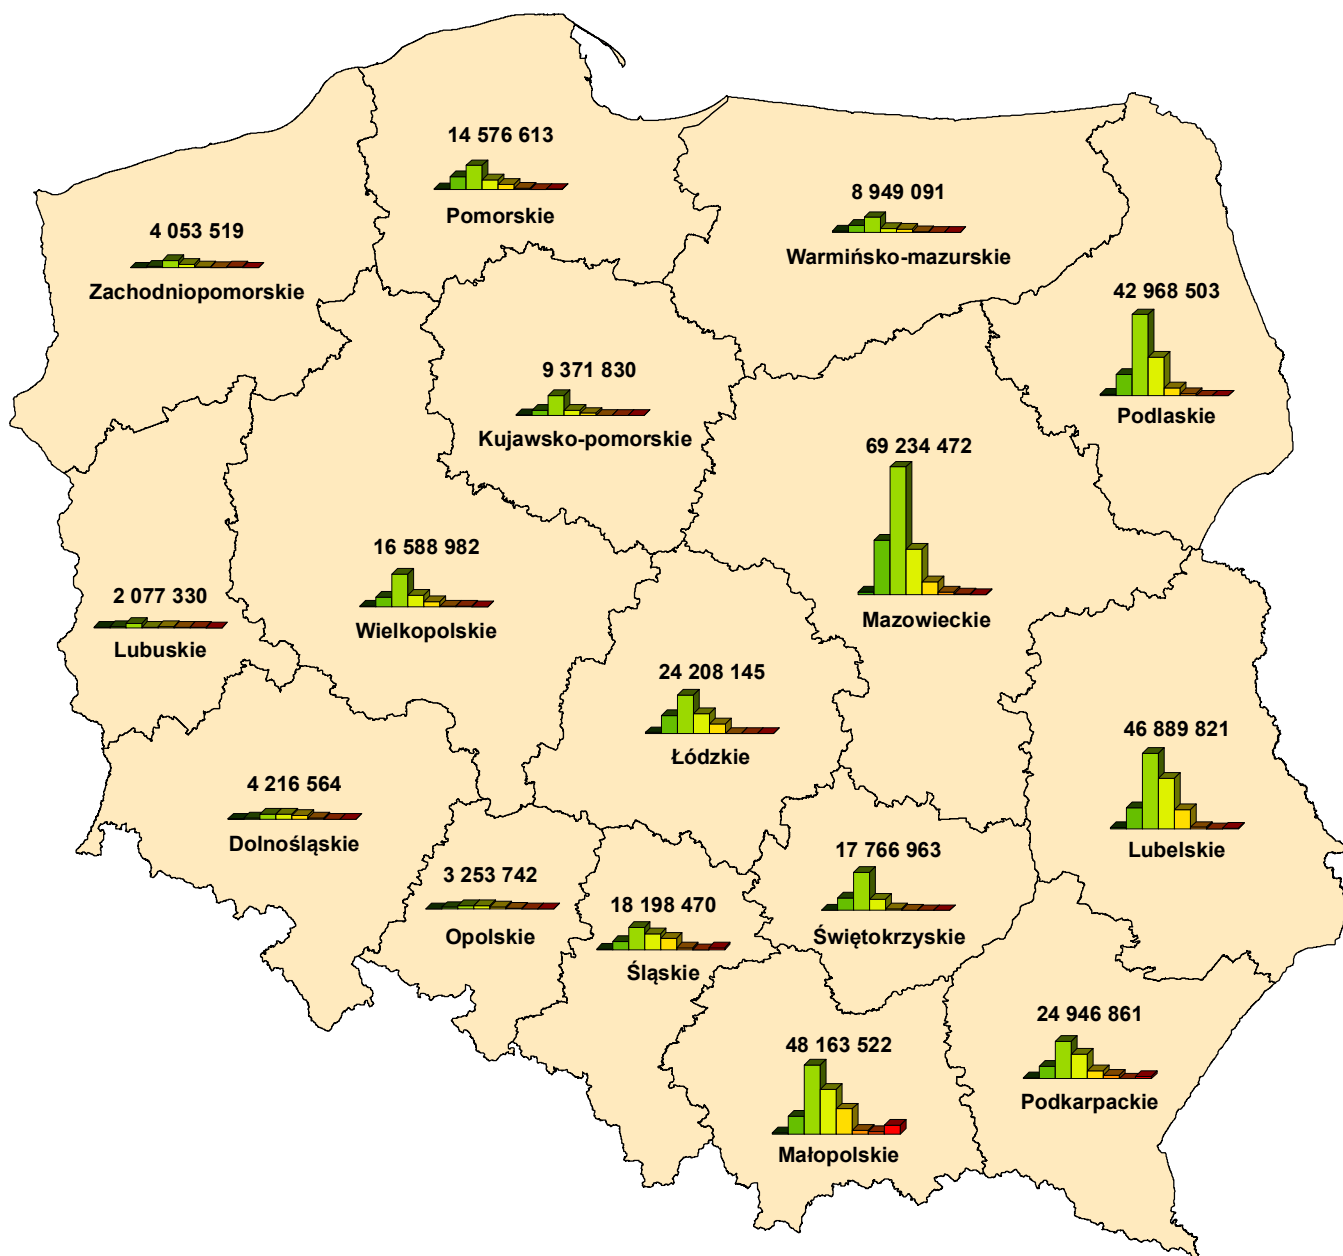 14 576 613
Pomorskie
8 949 091
Warmińsko-mazurskie
4 053 519
Zachodniopomorskie
42 968 503
Podlaskie
9 371 830
Kujawsko-pomorskie
69 234 472
Mazowieckie
16 588 982
Wielkopolskie
2 077 330
Lubuskie
24 208 145
Łódzkie
46 889 821
Lubelskie
4 216 564
Dolnośląskie
17 766 963
Świętokrzyskie
3 253 742
Opolskie
18 198 470
Śląskie
24 946 861
Podkarpackie
48 163 522
Małopolskie